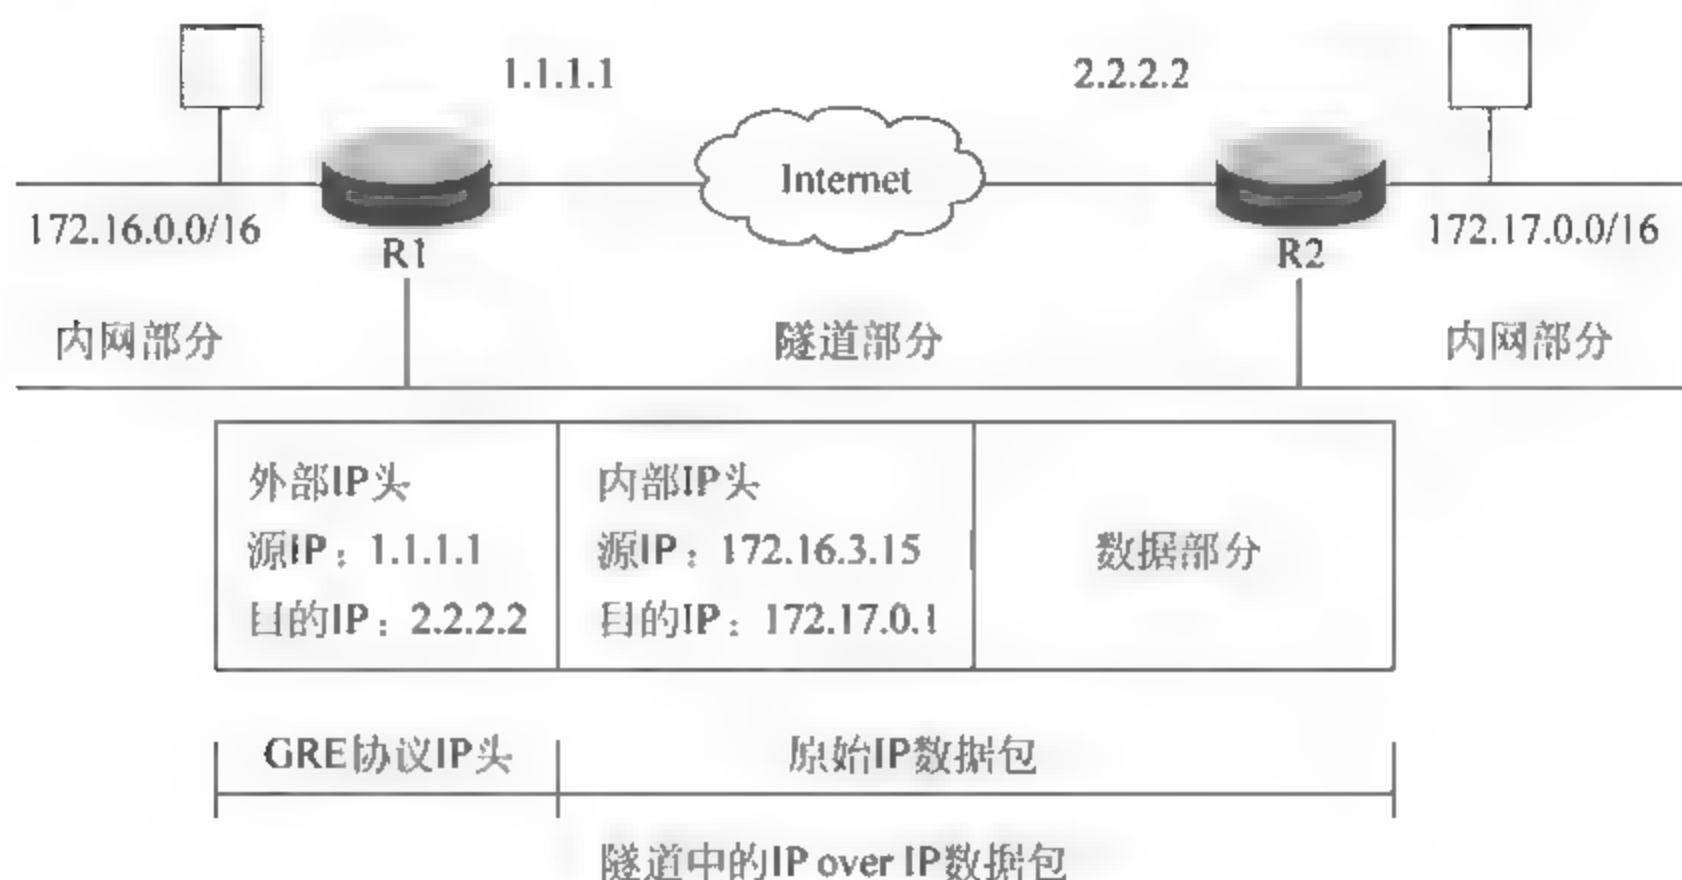 1.1.1.1
2.2.2.2
Internet
172.16.0.0/16
R1
R2
172.17.0.0/16
内网部分
隧道部分
内网部分
外部IP头
源IP：1.1.1.1
目的IP：2.2.2.2
内部IP头
源IP：172.16.3.15
目的IP：172.17.0.1
数据部分
GRE协议IP头
原始IP数据包
隧道中的IP over IP数据包